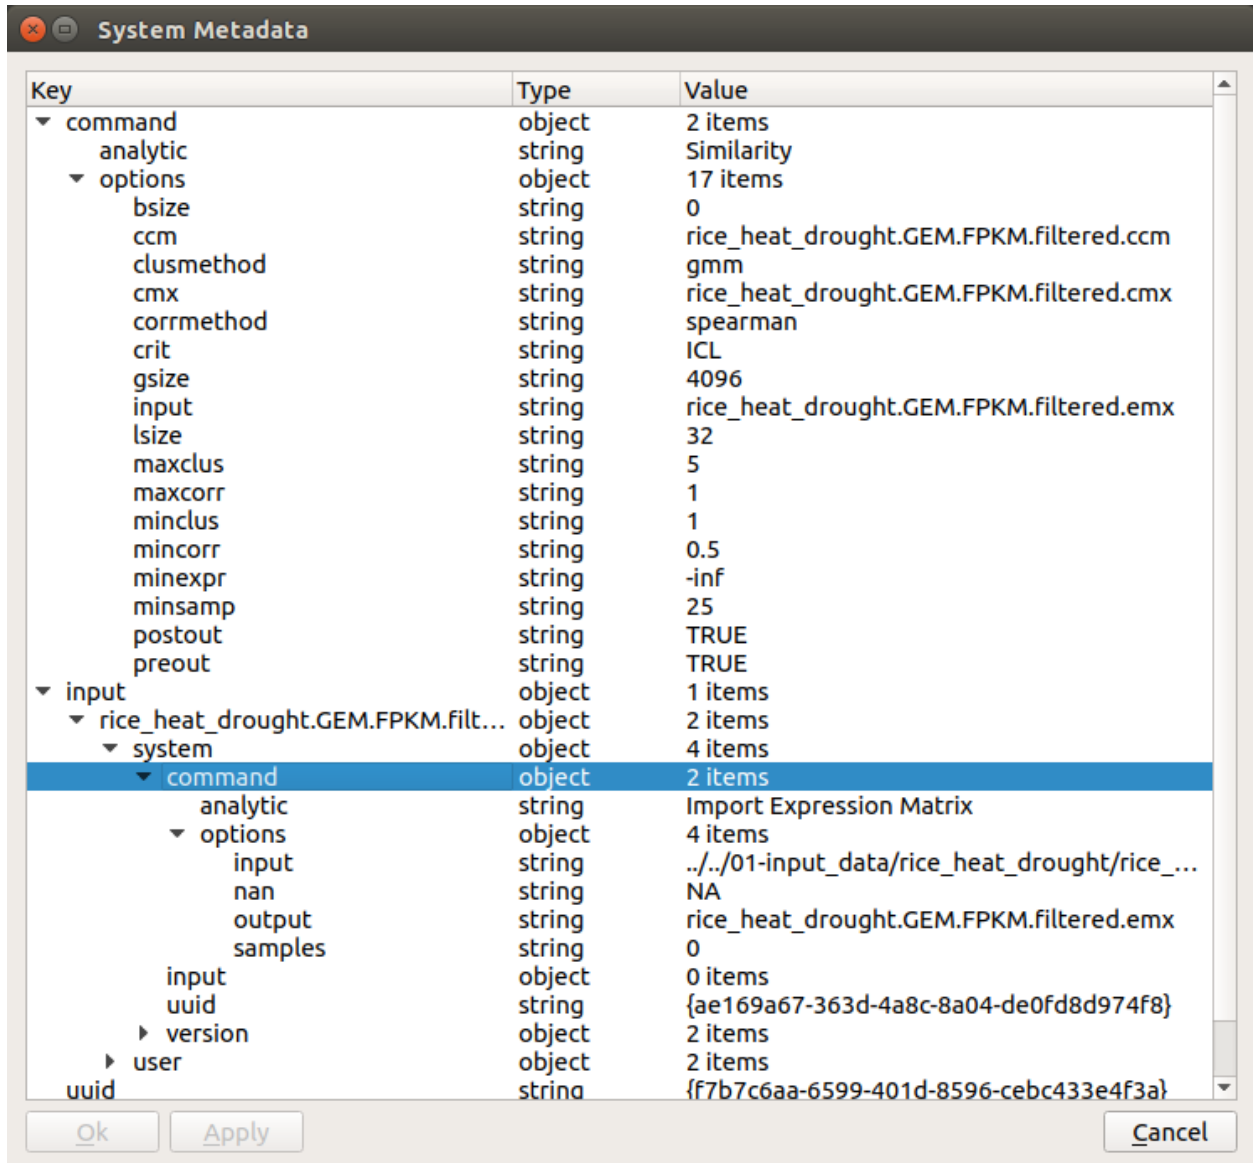 System Metadata
Key Type Value
command object 2 items
analytic string Similarity
options object 17 items
bsize string 0
ccm string rice_heat_drought.GEM.FPKM.filtered.ccm
clusmethod string gmm
cmx string rice_heat_drought.GEM.FPKM.filtered.cmx
corrmethod string spearman
crit string ICL
gsize string 4096
input string rice_heat_drought.GEM.FPKM.filtered.emx
lsize string 32
maxclus string 5
maxcorr string 1
minclus string 1
mincorr string 0.5
minexpr string -inf
minsamp string 25
postout string TRUE
preout string TRUE
input object 1 items
rice_heat_drought.GEM.FPKM.filt... object 2 items
system object 4 items
command object 2 items
analytic string Import Expression Matrix
options object 4 items
input string ../../01-input_data/rice_heat_drought/rice_...
nan string NA
output string rice_heat_drought.GEM.FPKM.filtered.emx
samples string 0
input object 0 items
uuid string {ae169a67-363d-4a8c-8a04-de0fd8d974f8}
version object 2 items
user object 2 items
uuid string {f7b7c6aa-6599-401d-8596-cebc433e4f3a}
Ok Apply Cancel